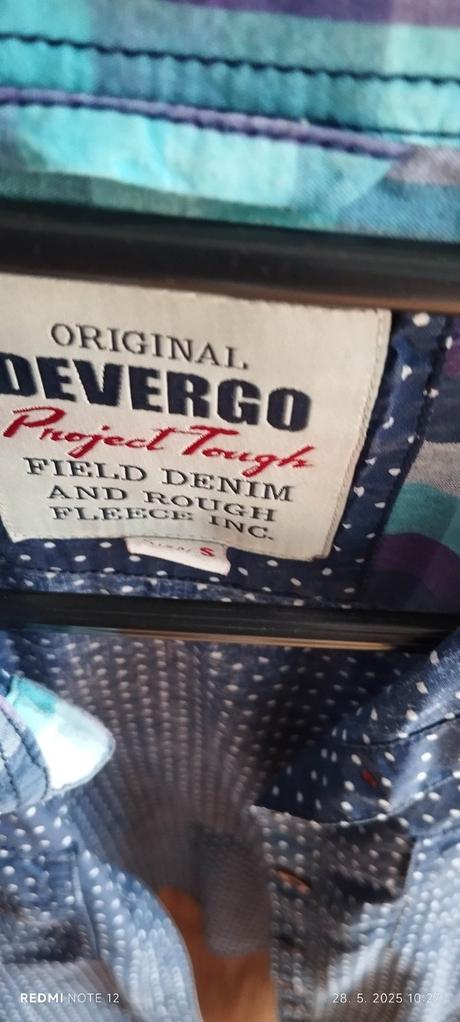 ORIGINAL
DEVERGO
Project Tough
FIELD DENIM
AND ROUGH
FLEECE INC.
S
REDMI NOTE 12
28. 5. 2025 10:27